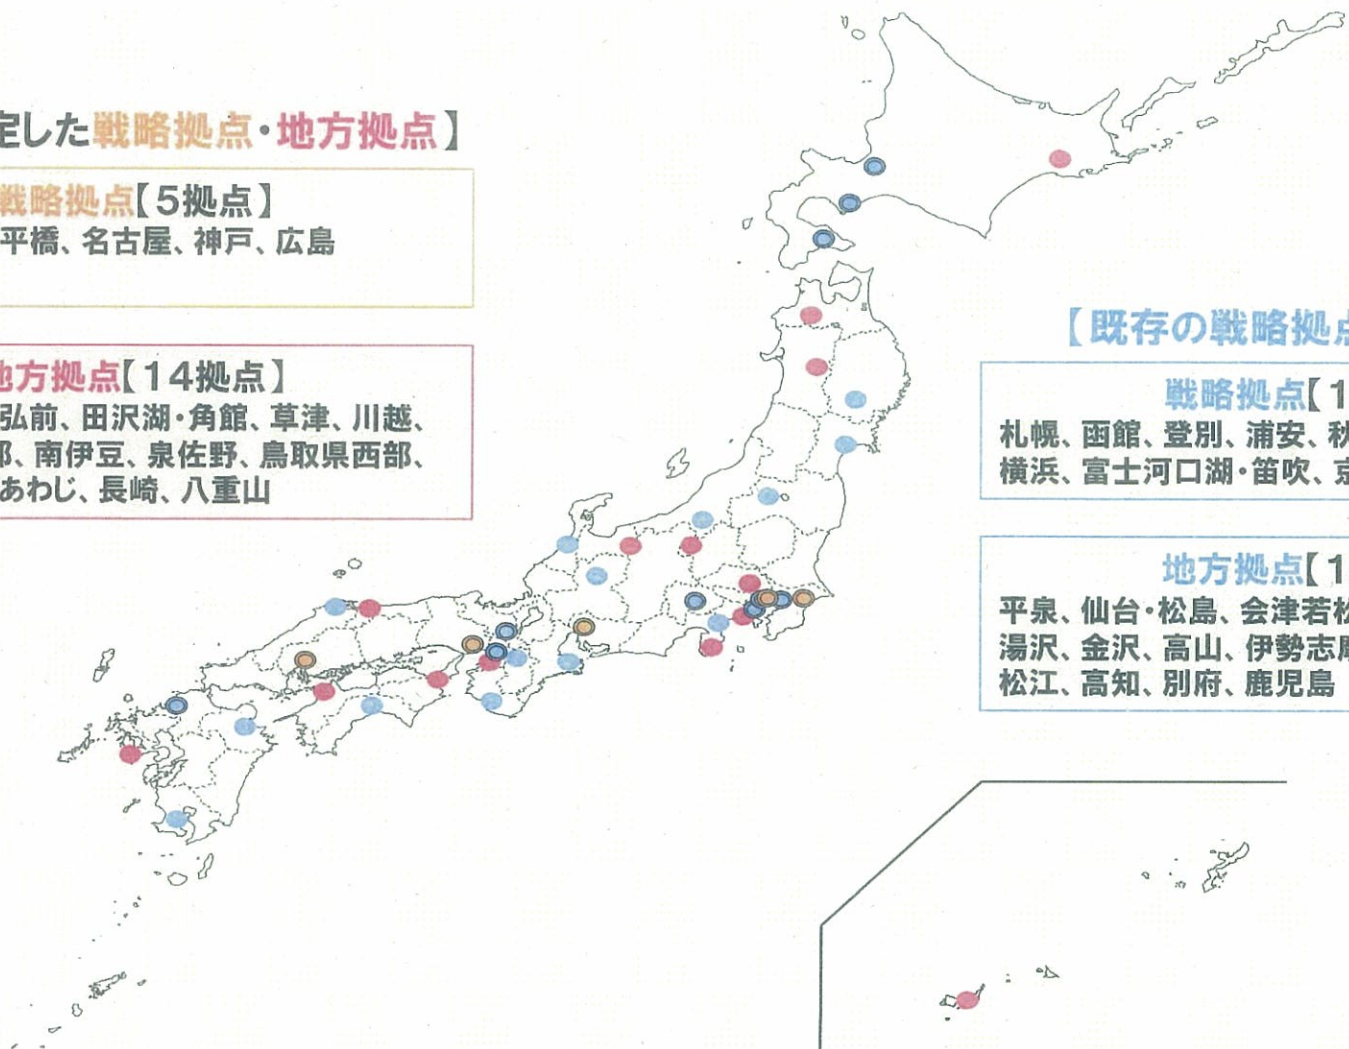 定した戦略拠点・地方拠点】
戦略拠点【5拠点】
平橋、名古屋、神戸、広島
地方拠点【14拠点】
弘前、田沢湖・角館、草津、川越、
部、南伊豆、泉佐野、鳥取県西部、
あわじ、長崎、八重山
【既存の戦略拠点
戦略拠点【1
札幌、函館、登別、浦安、秋
横浜、富士河口湖・笛吹、京
地方拠点【1
平泉、仙台・松島、会津若松
湯沢、金沢、高山、伊勢志摩
松江、高知、別府、鹿児島